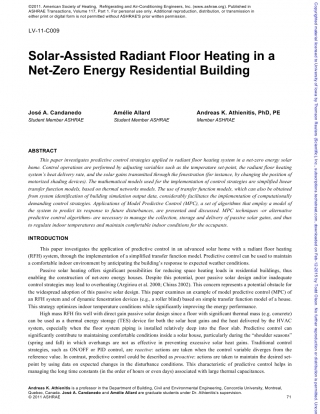 ©2011, American Society of Heating, Refrigerating and Air-Conditioning Engineers, Inc. (www.ashrae.org). Published in
ASHRAE Transactions, Volume 117, Part 1. For personal use only. Additional reproduction, distribution, or transmission in
either print or digital form is not permitted without ASHRAE's prior written permission.
LV-11-C009
Solar-Assisted Radiant Floor Heating in a
Net-Zero Energy Residential Building
José A. Candanedo Amélie Allard Andreas K. Athienitis, PhD, PE
Student Member ASHRAE Student Member ASHRAE Member ASHRAE
ABSTRACT
This paper investigates predictive control strategies applied to radiant floor heating system in a net-zero energy solar
home. Control operations are performed by adjusting variables such as the temperature set-point, the radiant floor heating
system's heat delivery rate, and the solar gains transmitted through the fenestration (for instance, by changing the position of
motorized shading devices). The mathematical models used for the implementation of control strategies are simplified linear
transfer function models, based on thermal networks models. The use of transfer function models, which can also be obtained
from system identification of building simulation output data, considerably facilitates the implementation of computationally
demanding control strategies. Applications of Model Predictive Control (MPC), a set of algorithms that employ a model of
the system to predict its response to future disturbances, are presented and discussed. MPC techniques -or alternative
predictive control algorithms- are necessary to manage the collection, storage and delivery of passive solar gains, and thus
to regulate indoor temperatures and maintain comfortable indoor conditions for the occupants.
INTRODUCTION
This paper investigates the application of predictive control in an advanced solar home with a radiant floor heating
(RFH) system, through the implementation of a simplified transfer function model. Predictive control can be used to maintain
a comfortable indoor environment by anticipating the building's response to expected weather conditions.
Passive solar heating offers significant possibilities for reducing space heating loads in residential buildings, thus
enabling the construction of net-zero energy houses. Despite this potential, poor passive solar design and/or inadequate
control strategies may lead to overheating (Argiriou et al. 2000, Chinea 2002). This concern represents a potential obstacle for
the widespread adoption of this passive solar design. This paper examines an example of model predictive control (MPC) of
an RFH system and of dynamic fenestration devices (e.g., a roller blind) based on simple transfer function model of a house.
This strategy optimizes indoor temperature conditions while significantly improving the energy performance.
High mass RFH fits well with direct gain passive solar design since a floor with significant thermal mass (e.g. concrete)
can be used as a thermal energy storage (TES) device for both the solar heat gains and the heat delivered by the HVAC
system, especially when the floor system piping is installed relatively deep into the floor slab. Predictive control can
significantly contribute to maintaining comfortable conditions inside a solar house, particularly during the "shoulder seasons"
(spring and fall) in which overhangs are not as effective in preventing excessive solar heat gains. Traditional control
strategies, such as ON/OFF or PID control, are reactive: actions are taken when the control variable diverges from the
reference value. In contrast, predictive control could be described as proactive: actions are taken to maintain the desired set-
point by using data on expected changes in the disturbance conditions. This characteristic of predictive control helps in
managing the long time constants (in the order of hours or even days) associated with large thermal capacitances.
Andreas K. Athienitis is a professor in the Department of Building, Civil and Environmental Engineering, Concordia University, Montreal,
Quebec, Canada. José A. Candanedo and Amélie Allard are graduate students under Dr. Athienitis's supervision.
© 2011 ASHRAE 71